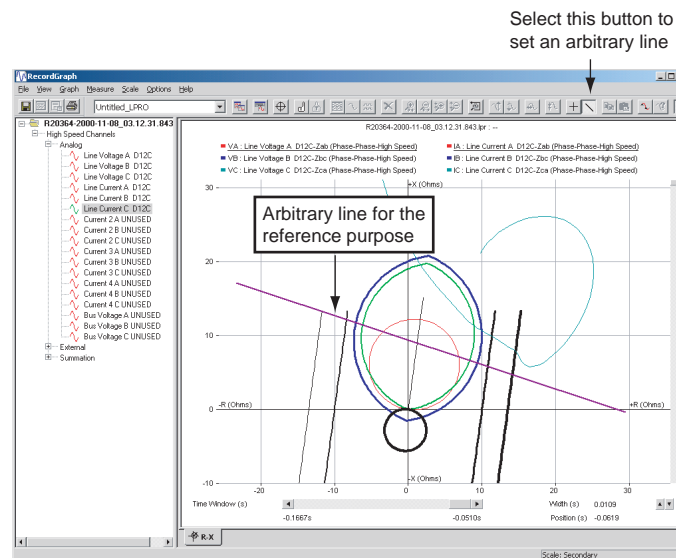 Select this button to
set an arbitrary line
RecordGraph
File View Graph Measure Scale Options Help
Untitled_LPRO
R20364-2000-11-08_03.12.31.843
High Speed Channels
Analog
Line Voltage A D12C
Line Voltage B D12C
Line Voltage C D12C
Line Current A D12C
Line Current B D12C
Line Current C D12C
Current 2 A UNUSED
Current 2 B UNUSED
Current 2 C UNUSED
Current 3 A UNUSED
Current 3 B UNUSED
Current 3 C UNUSED
Current 4 A UNUSED
Current 4 B UNUSED
Current 4 C UNUSED
Bus Voltage A UNUSED
Bus Voltage B UNUSED
Bus Voltage C UNUSED
External
Summation
R20364-2000-11-08_03.12.31.843.lpr : --
VA : Line Voltage A D12C-Zab (Phase-Phase-High Speed)
IA : Line Current A D12C-Zab (Phase-Phase-High Speed)
VB : Line Voltage B D12C-Zbc (Phase-Phase-High Speed)
IB : Line Current B D12C-Zbc (Phase-Phase-High Speed)
VC : Line Voltage C D12C-Zca (Phase-Phase-High Speed)
IC : Line Current C D12C-Zca (Phase-Phase-High Speed)
+X (Ohms)
30
Arbitrary line for the
reference purpose
20
10
0
-R (Ohms)
+R (Ohms)
-10
-X (Ohms)
-20 -10 0 10 20 30
Time Window (s)
Width (s) 0.0109
-0.1667s -0.0510s Position (s) -0.0619
R-X
Scale: Secondary